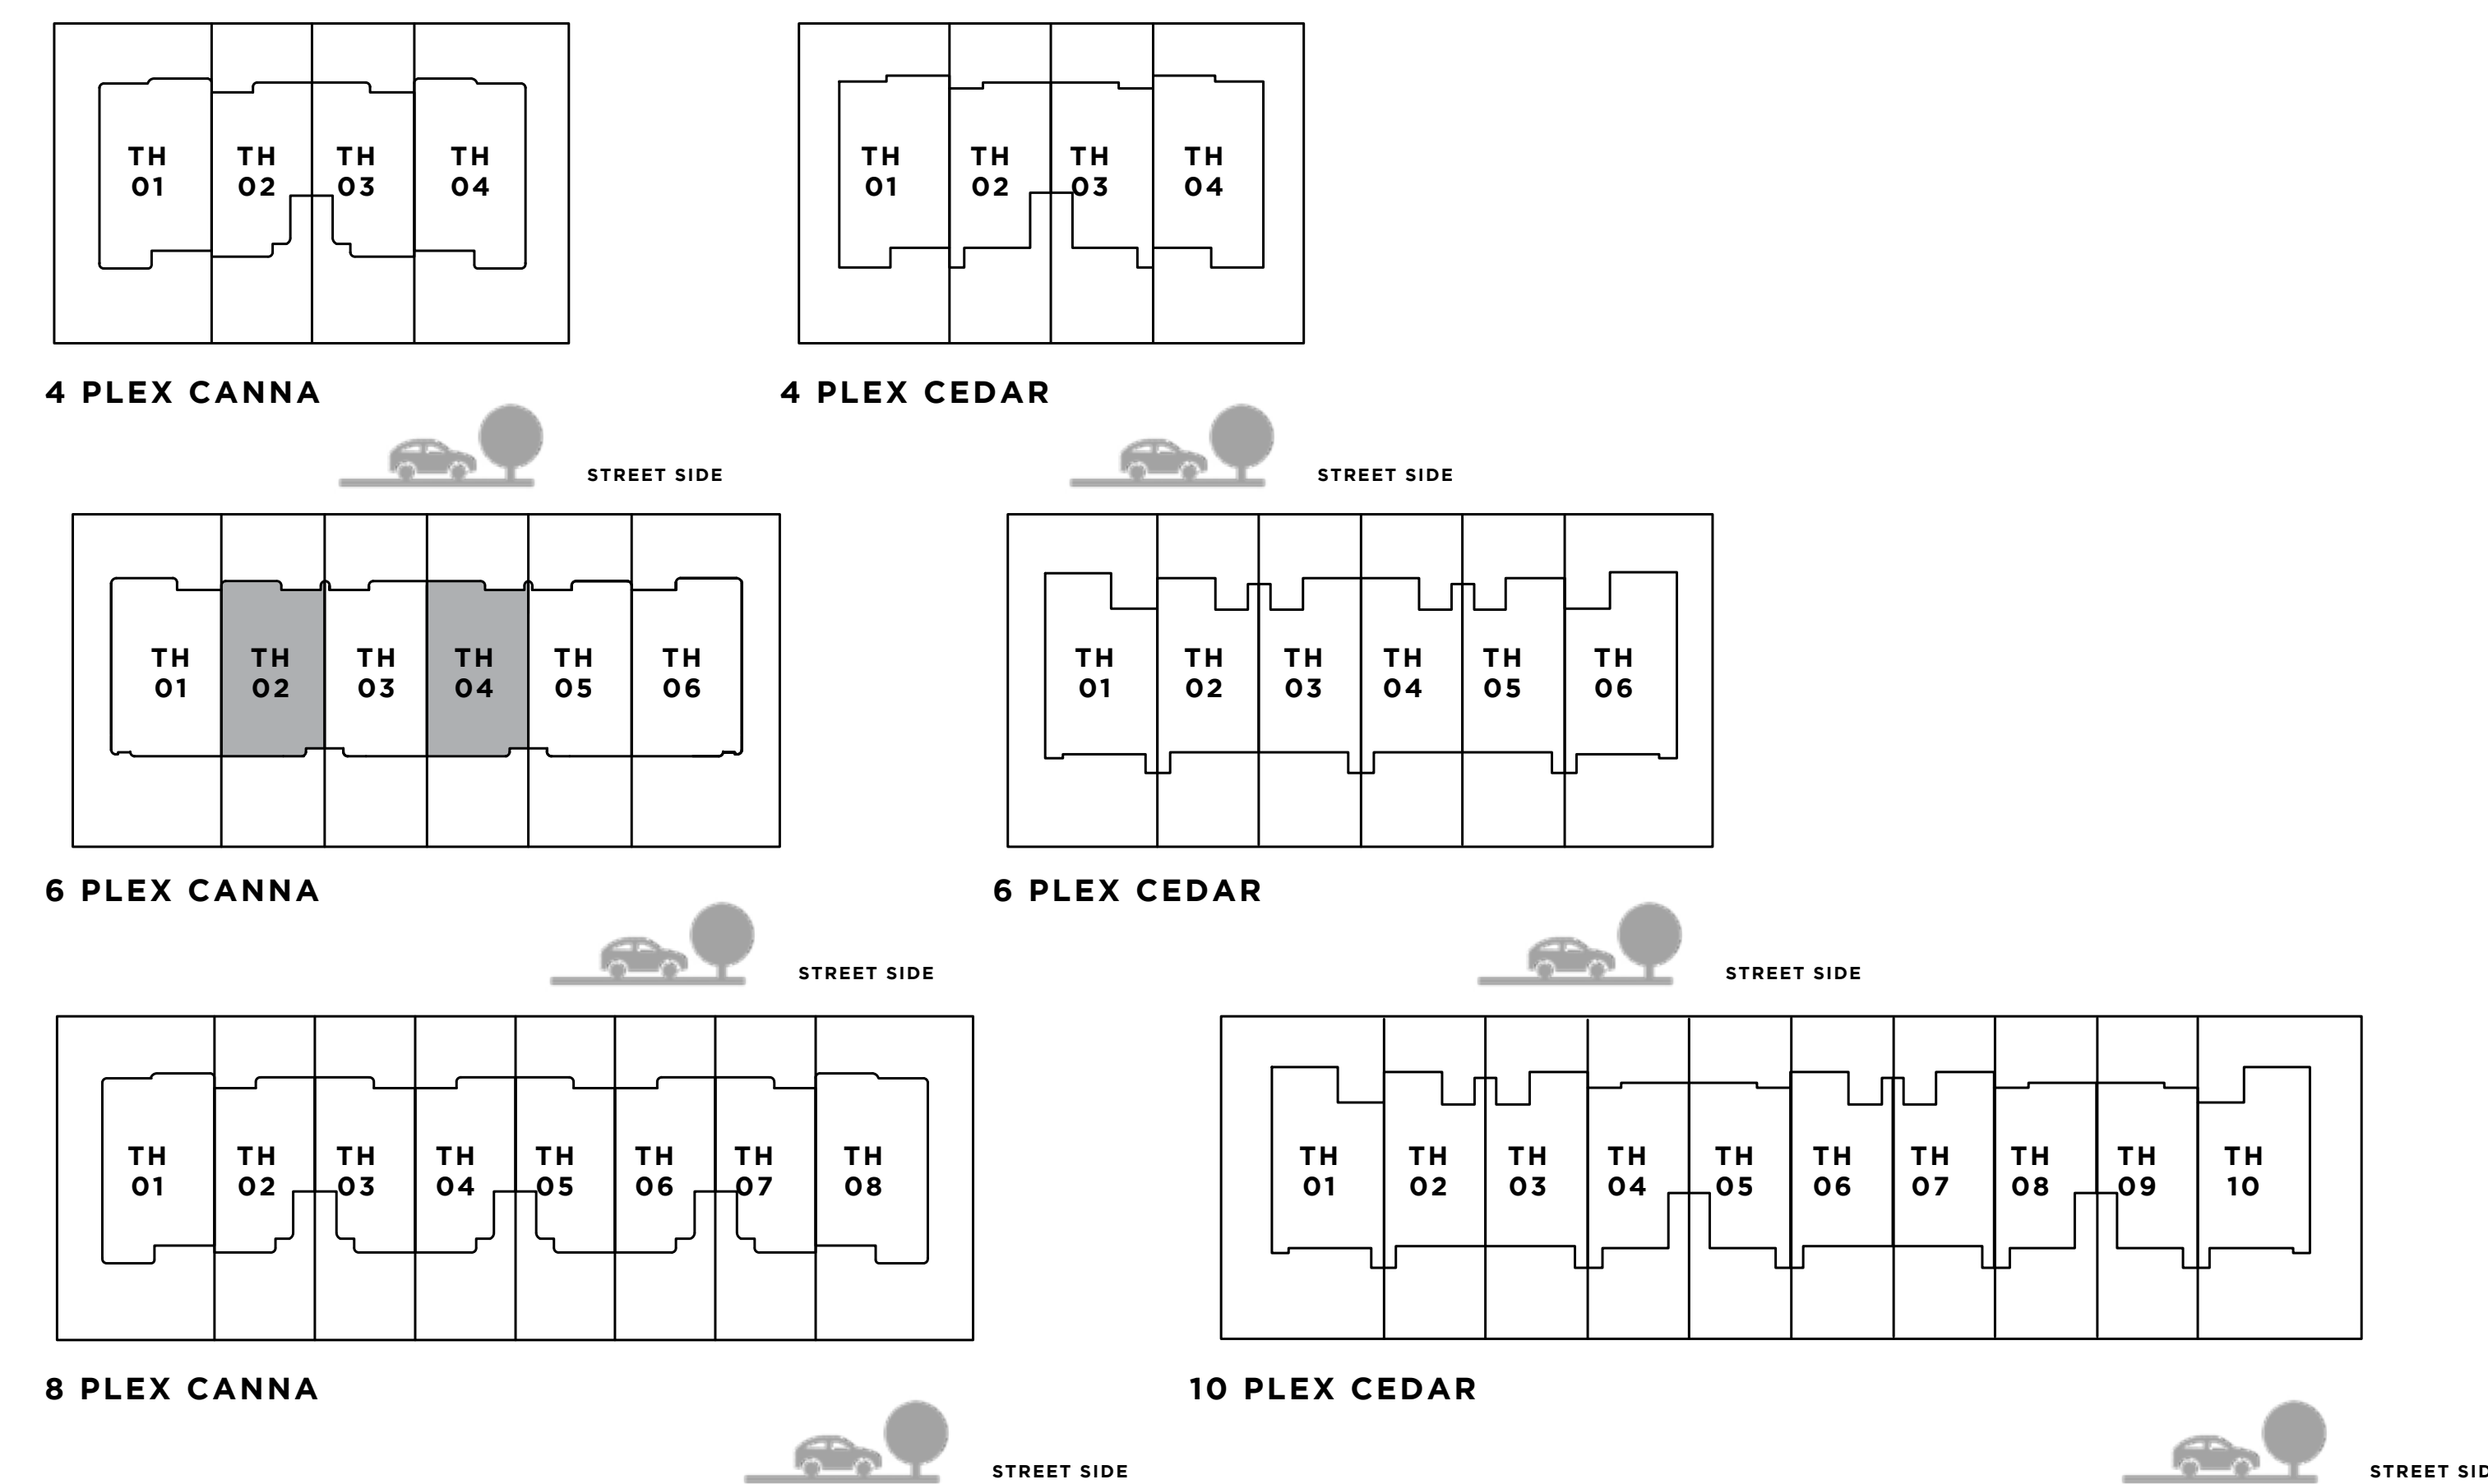 TH TH TH TH
01 02 03 04
4 PLEX CANNA
STREET SIDE
TH TH TH TH
01 02 03 04
4 PLEX CEDAR
STREET SIDE
TH TH TH TH TH TH
01 02 03 04 05 06
6 PLEX CANNA
STREET SIDE
TH TH TH TH TH TH
01 02 03 04 05 06
6 PLEX CEDAR
STREET SIDE
TH TH TH TH TH TH TH TH
01 02 03 04 05 06 07 08
8 PLEX CANNA
STREET SIDE
TH TH TH TH TH TH TH TH TH TH
01 02 03 04 05 06 07 08 09 10
10 PLEX CEDAR
STREET